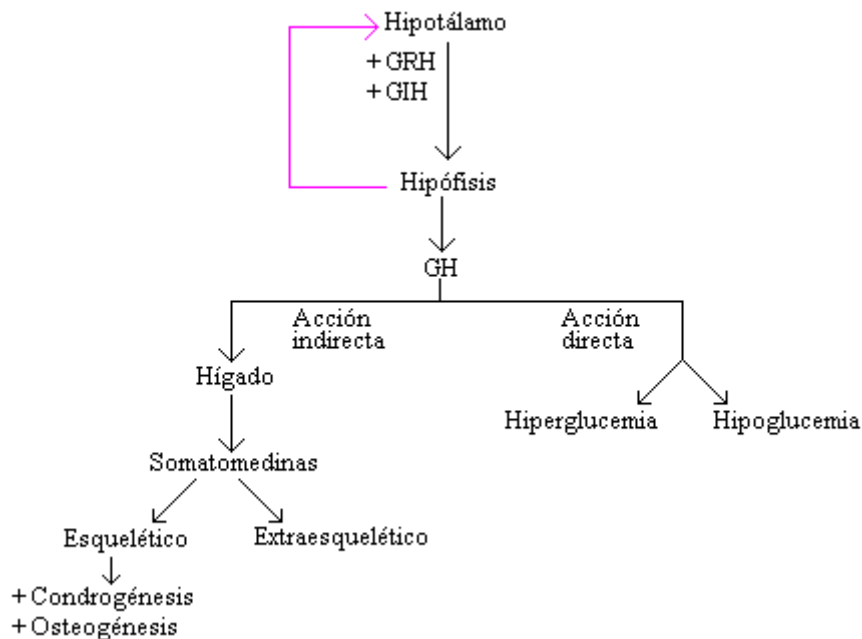 Hipotálamo
+ GRH
+ GIH
Hipófisis
GH
Acción
indirecta
Acción
directa
Hígado
Hiperglucemia
Hipoglucemia
Somatomedinas
Esquelético
Extraesquelético
+ Condrogénesis
+ Osteogénesis